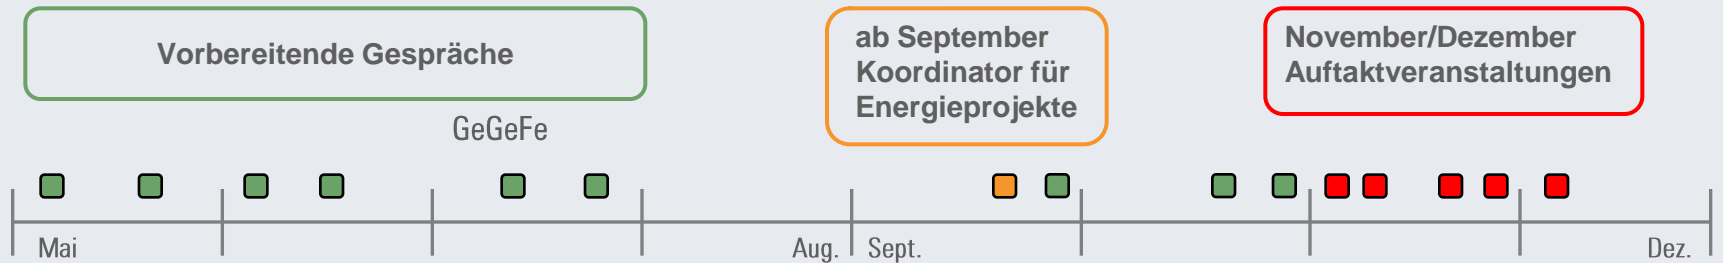 Vorbereitende Gespräche
ab September
Koordinator für
Energieprojekte
November/Dezember
Auftaktveranstaltungen
GeGeFe
Mai
Aug.
Sept.
Dez.